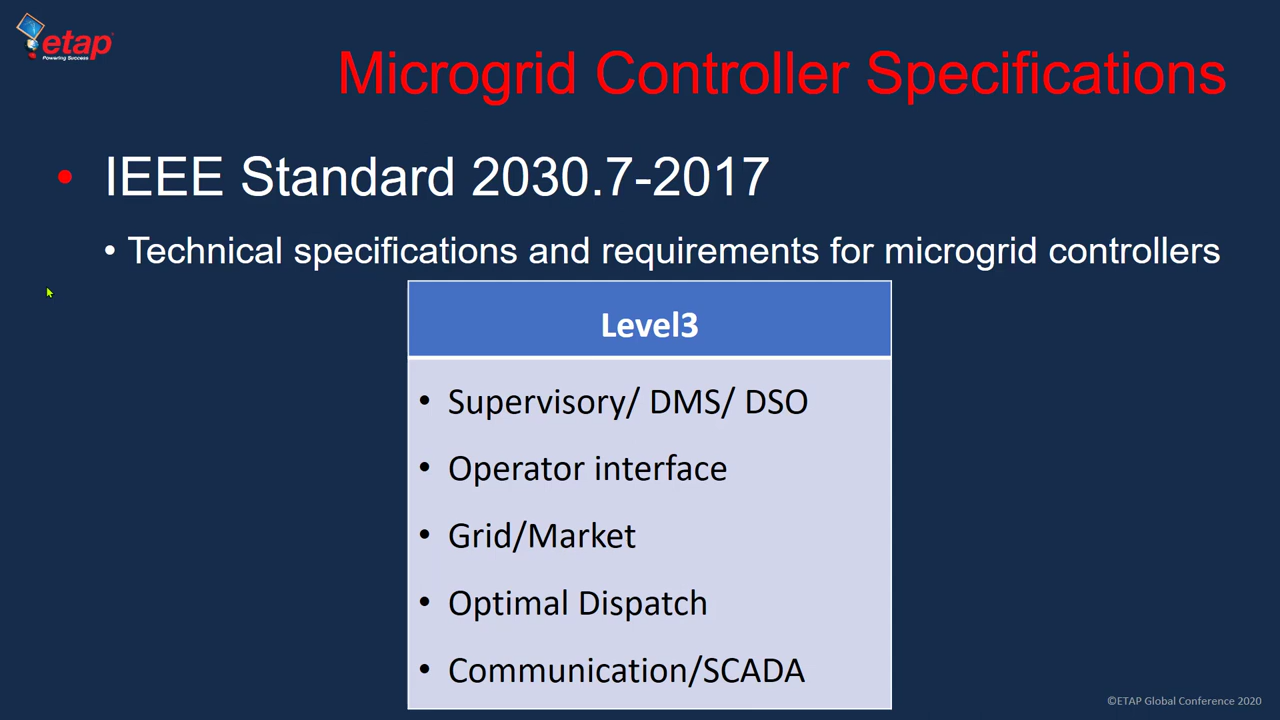 etap
Powering Success
Microgrid Controller Specifications
• IEEE Standard 2030.7-2017
• Technical specifications and requirements for microgrid controllers
Level3
• Supervisory/ DMS/ DSO
• Operator interface
• Grid/Market
• Optimal Dispatch
• Communication/SCADA
©ETAP Global Conference 2020